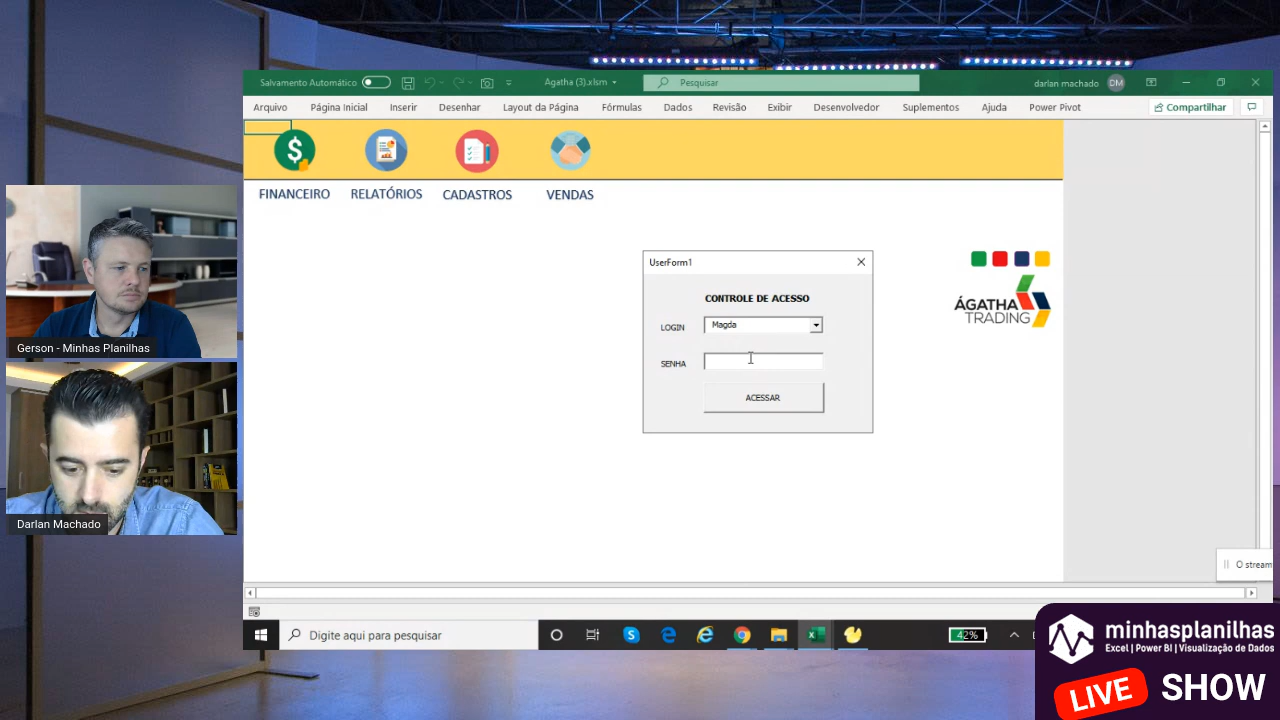 Salvamento Automático
Agatha (3).xlsm
Pesquisar
darlan machado
DM
Arquivo
Página Inicial
Inserir
Desenhar
Layout da Página
Fórmulas
Dados
Revisão
Exibir
Desenvolvedor
Suplementos
Ajuda
Power Pivot
Compartilhar
FINANCEIRO
RELATÓRIOS
CADASTROS
VENDAS
UserForm1
CONTROLE DE ACESSO
LOGIN
Magda
SENHA
ACESSAR
ÁGATHA
TRADING
Gerson - Minhas Planilhas
Darlan Machado
O stream
Digite aqui para pesquisar
42%
minhasplanilhas
Excel | Power BI | Visualização de Dados
LIVE SHOW